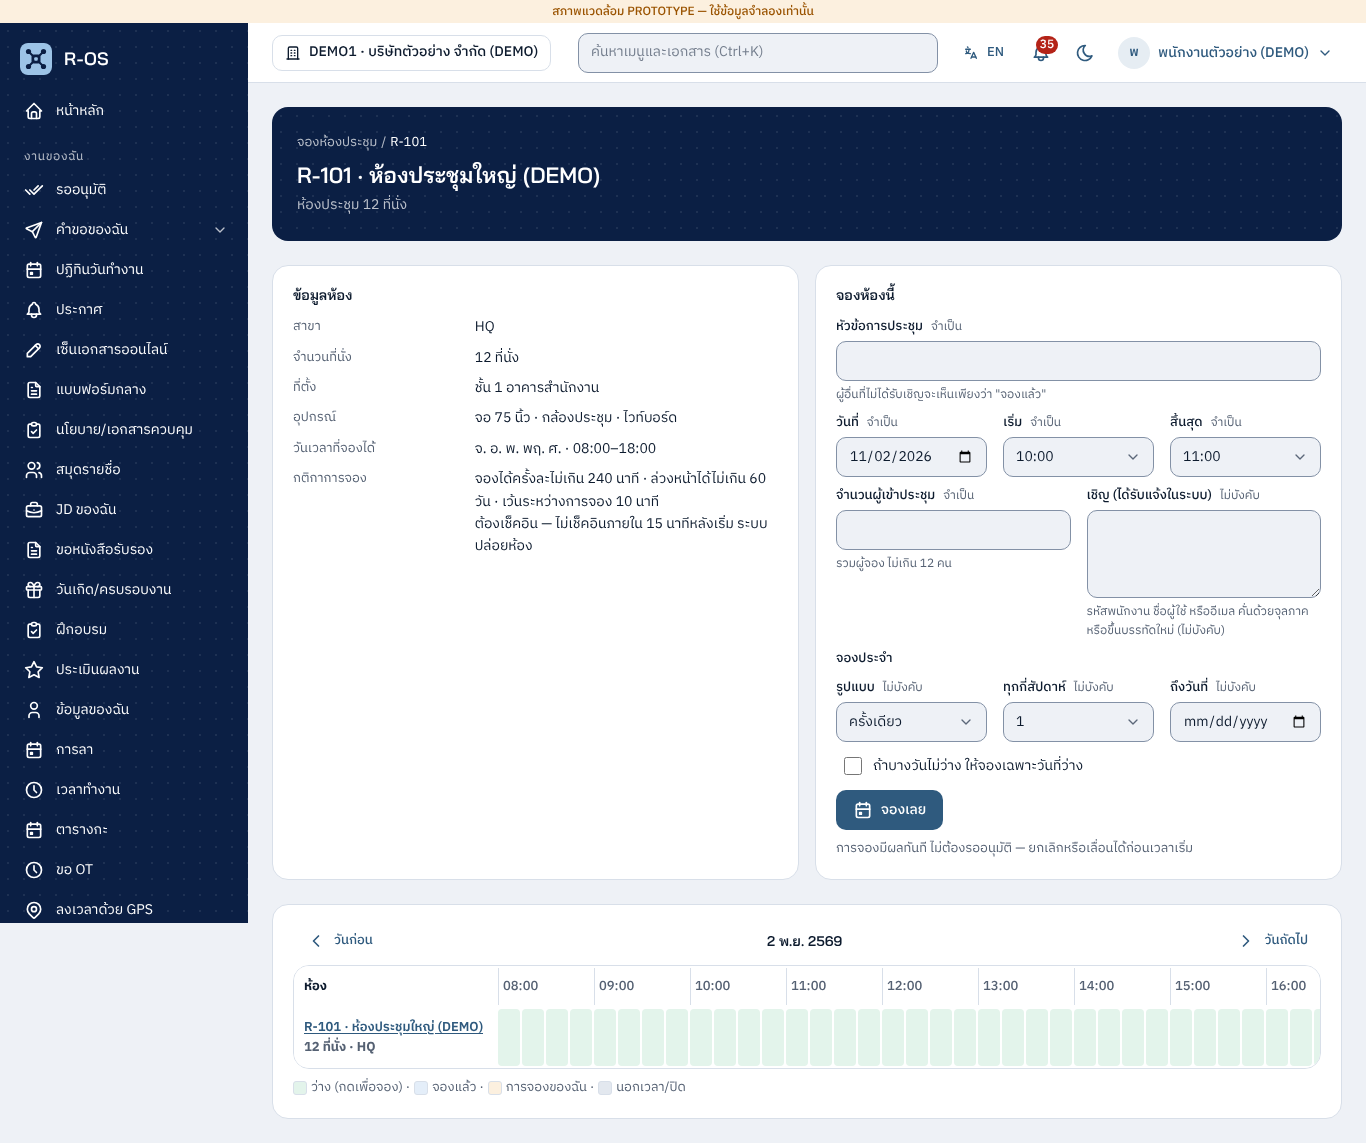 สภาพแวดล้อม PROTOTYPE — ใช้ข้อมูลจำลองเท่านั้น
R-OS
DEMO1 · บริษัทตัวอย่าง จำกัด (DEMO)
ค้นหาเมนูและเอกสาร (Ctrl+K)
EN
35
พ
พนักงานตัวอย่าง (DEMO)
หน้าหลัก
งานของฉัน
รออนุมัติ
คำขอของฉัน
ปฏิทินวันทำงาน
ประกาศ
เซ็นเอกสารออนไลน์
แบบฟอร์มกลาง
นโยบาย/เอกสารควบคุม
สมุดรายชื่อ
JD ของฉัน
ขอหนังสือรับรอง
วันเกิด/ครบรอบงาน
ฝึกอบรม
ประเมินผลงาน
ข้อมูลของฉัน
การลา
เวลาทำงาน
ตารางกะ
ขอ OT
ลงเวลาด้วย GPS
จองห้องประชุม / R-101
R-101 · ห้องประชุมใหญ่ (DEMO)
ห้องประชุม 12 ที่นั่ง
ข้อมูลห้อง
สาขา HQ
จำนวนที่นั่ง 12 ที่นั่ง
ที่ตั้ง ชั้น 1 อาคารสำนักงาน
อุปกรณ์ จอ 75 นิ้ว · กล้องประชุม · ไวท์บอร์ด
วันเวลาที่จองได้ จ. อ. พ. พฤ. ศ. · 08:00–18:00
กติกาการจอง จองได้ครั้งละไม่เกิน 240 นาที · ล่วงหน้าได้ไม่เกิน 60
วัน · เว้นระหว่างการจอง 10 นาที
ต้องเช็คอิน — ไม่เช็คอินภายใน 15 นาทีหลังเริ่ม ระบบ
ปล่อยห้อง
จองห้องนี้
หัวข้อการประชุม จำเป็น
ผู้อื่นที่ไม่ได้รับเชิญจะเห็นเพียงว่า "จองแล้ว"
วันที่ จำเป็น เริ่ม จำเป็น สิ้นสุด จำเป็น
11/02/2026 10:00 11:00
จำนวนผู้เข้าประชุม จำเป็น เชิญ (ได้รับแจ้งในระบบ) ไม่บังคับ
รวมผู้จอง ไม่เกิน 12 คน
รหัสพนักงาน ชื่อผู้ใช้ หรืออีเมล คั่นด้วยจุลภาค
หรือขึ้นบรรทัดใหม่ (ไม่บังคับ)
จองประจำ
รูปแบบ ไม่บังคับ ทุกกี่สัปดาห์ ไม่บังคับ ถึงวันที่ ไม่บังคับ
ครั้งเดียว 1 mm/dd/yyyy
ถ้าบางวันไม่ว่าง ให้จองเฉพาะวันที่ว่าง
จองเลย
การจองมีผลทันที ไม่ต้องรออนุมัติ — ยกเลิกหรือเลื่อนได้ก่อนเวลาเริ่ม
วันก่อน 2 พ.ย. 2569 วันถัดไป
ห้อง 08:00 09:00 10:00 11:00 12:00 13:00 14:00 15:00 16:00
R-101 · ห้องประชุมใหญ่ (DEMO)
12 ที่นั่ง · HQ
ว่าง (กดเพื่อจอง) · จองแล้ว · การจองของฉัน · นอกเวลา/ปิด